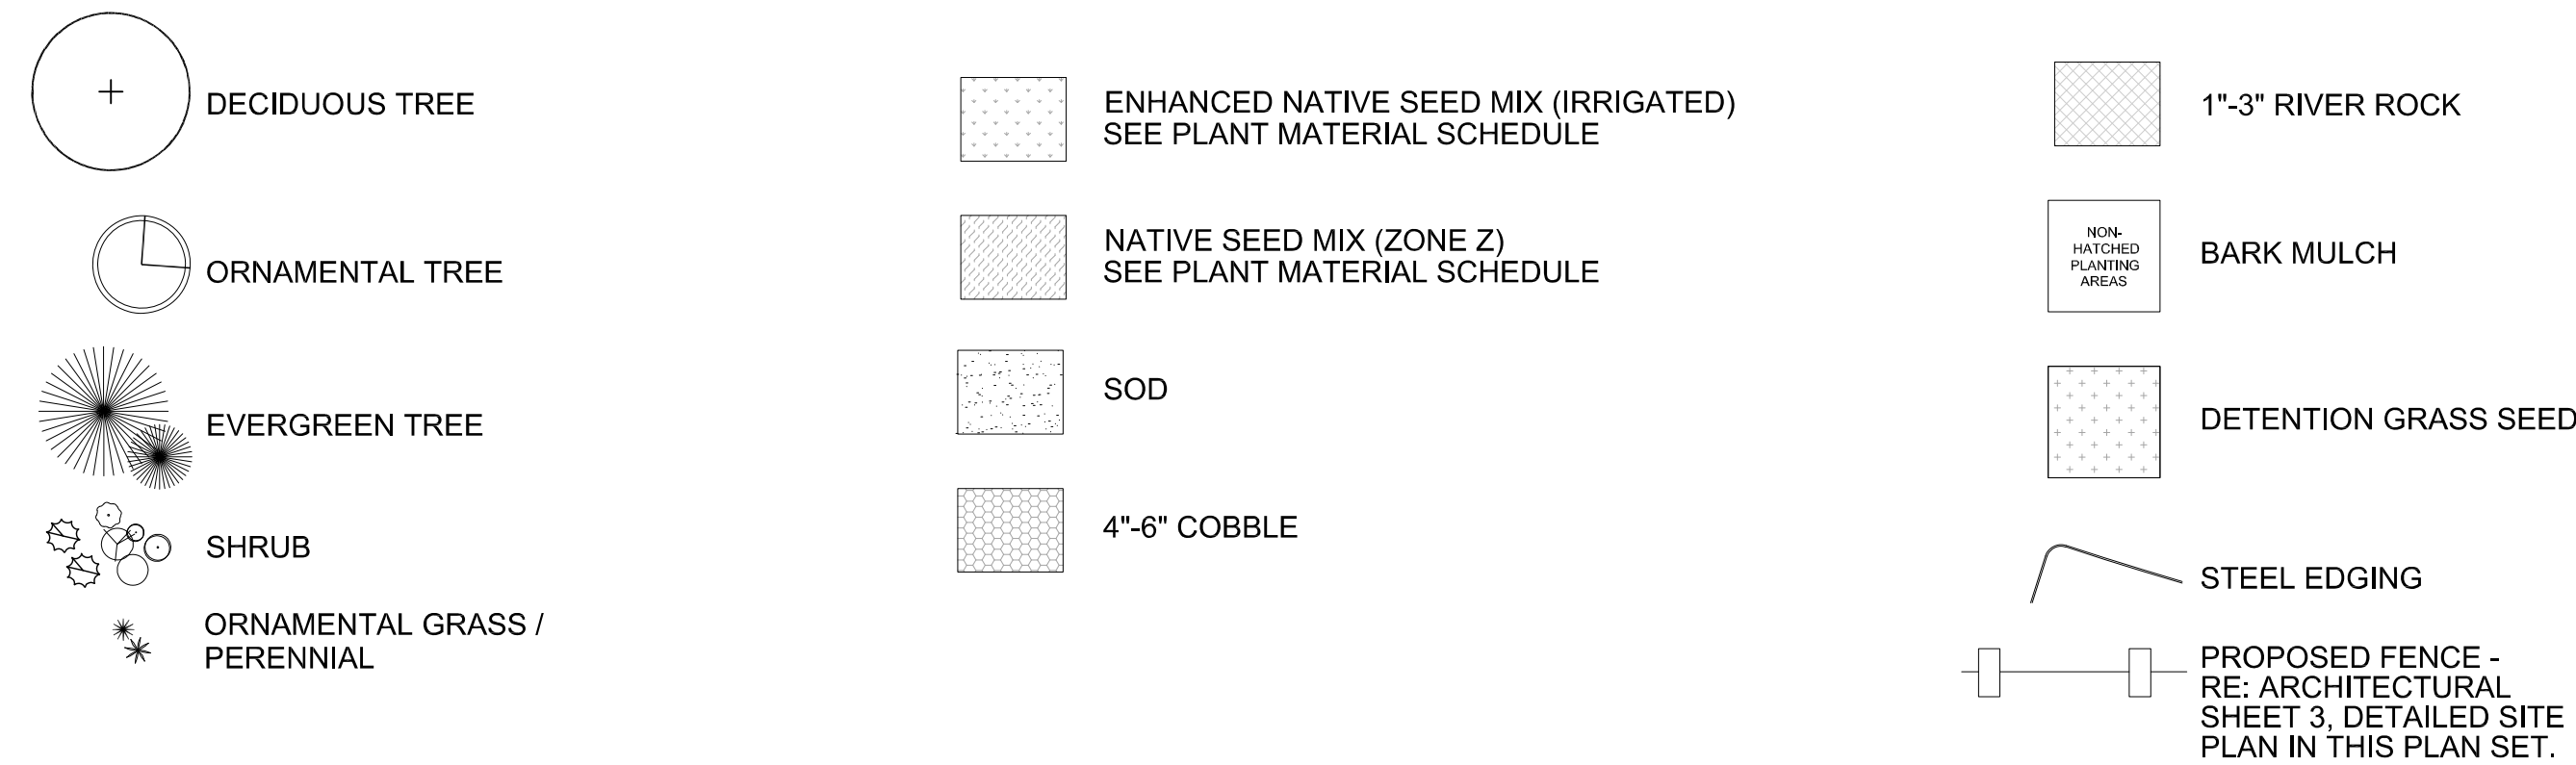 DECIDUOUS TREE
ORNAMENTAL TREE
EVERGREEN TREE
SHRUB
ORNAMENTAL GRASS /
PERENNIAL
ENHANCED NATIVE SEED MIX (IRRIGATED)
SEE PLANT MATERIAL SCHEDULE
NATIVE SEED MIX (ZONE Z)
SEE PLANT MATERIAL SCHEDULE
SOD
4"-6" COBBLE
1"-3" RIVER ROCK
NON-
HATCHED
PLANTING
AREAS
BARK MULCH
DETENTION GRASS SEED
STEEL EDGING
PROPOSED FENCE -
RE: ARCHITECTURAL
SHEET 3, DETAILED SITE
PLAN IN THIS PLAN SET.